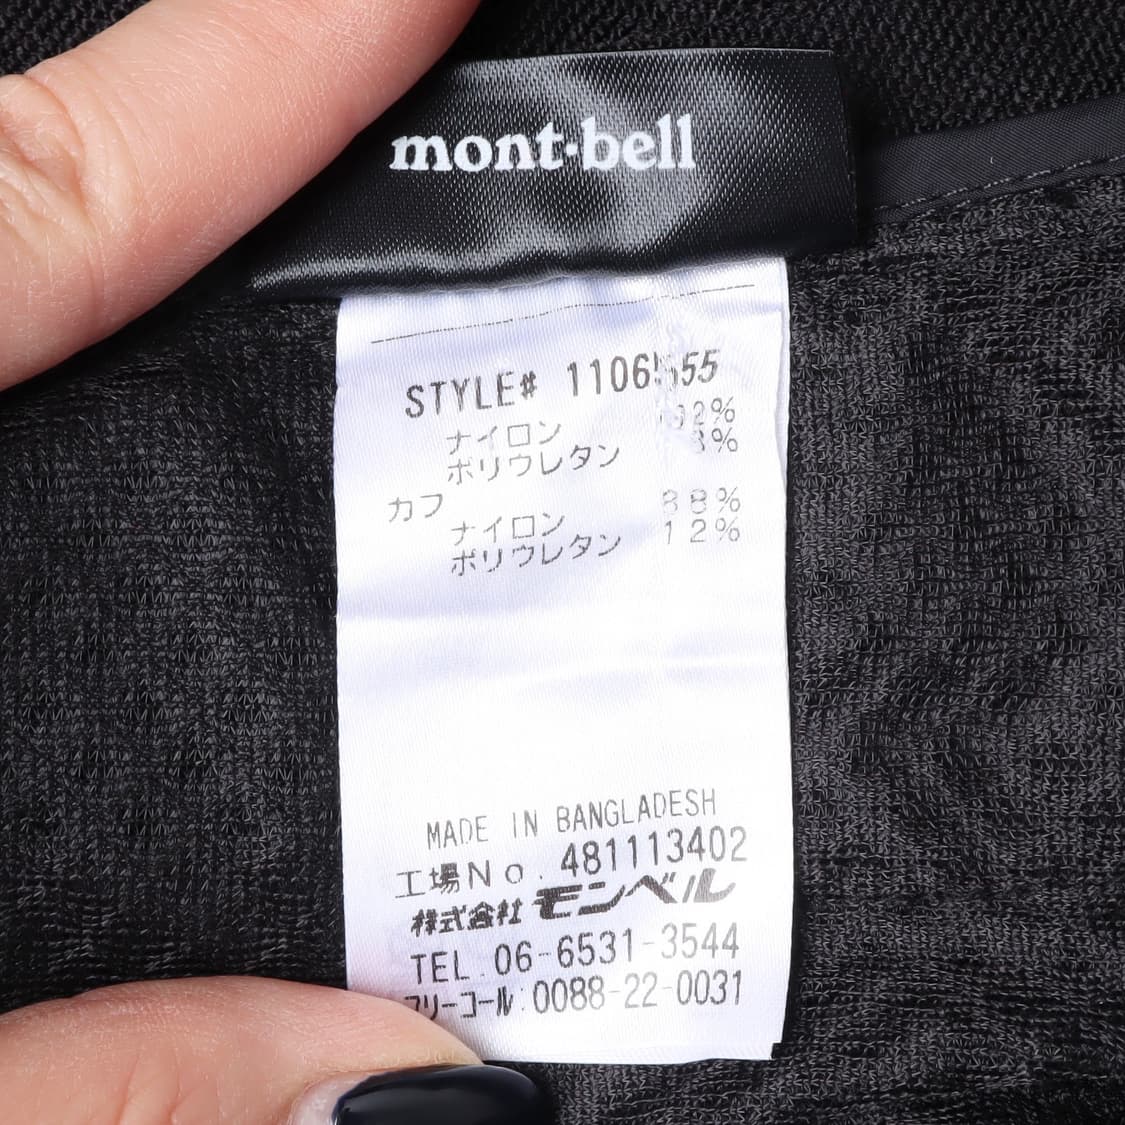 mont-bell
STYLE# 1106555
ナイロン 92%
ポリウレタン 8%
カフ
ナイロン 88%
ポリウレタン 12%
MADE IN BANGLADESH
工場No. 481113402
株式会社モンベル
TEL.06-6531-3544
フリーコール:0088-22-0031